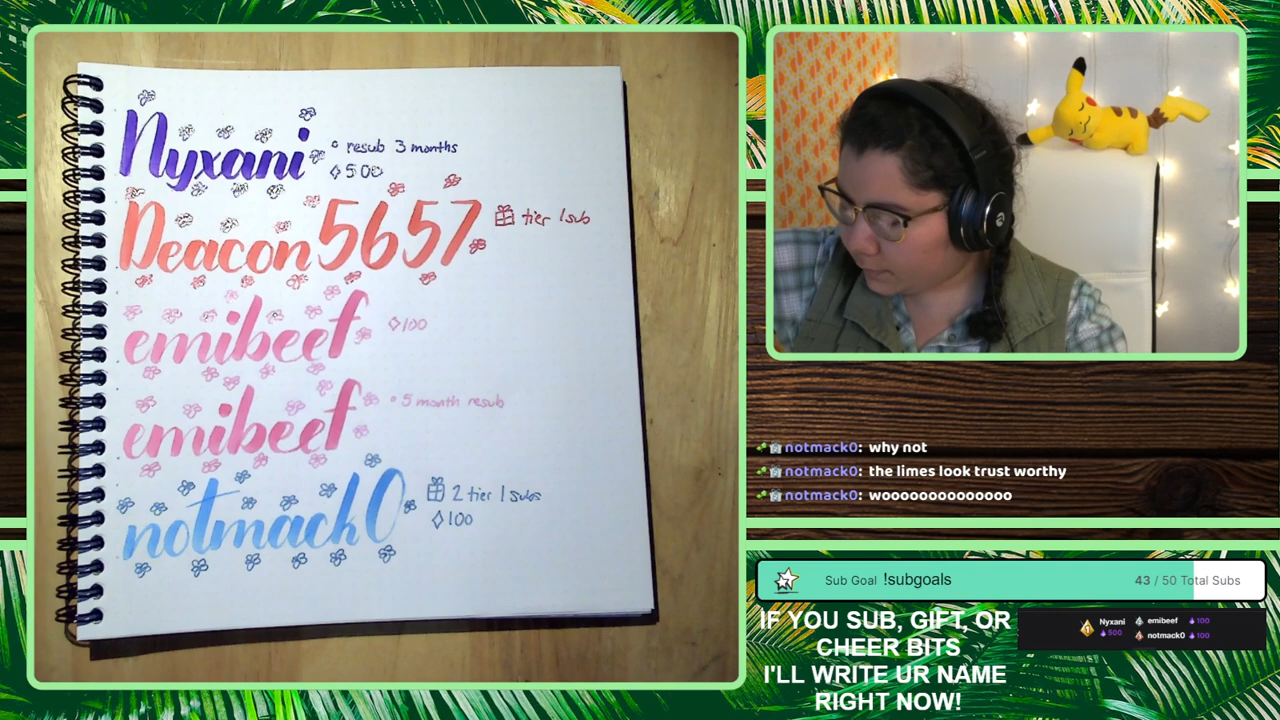 Nyxani
◦ resub 3 months
◊ 500
Deacon5657
tier 1 sub
emibeef
◊ 100
emibeef
◦ 5 month resub
notmack0
2 tier 1 subs
◊ 100
notmack0: why not
notmack0: the limes look trust worthy
notmack0: woooooooooooooo
Sub Goal !subgoals 43 / 50 Total Subs
IF YOU SUB, GIFT, OR
CHEER BITS
I'LL WRITE UR NAME
RIGHT NOW!
1 Nyxani
500
emibeef 100
notmack0 100